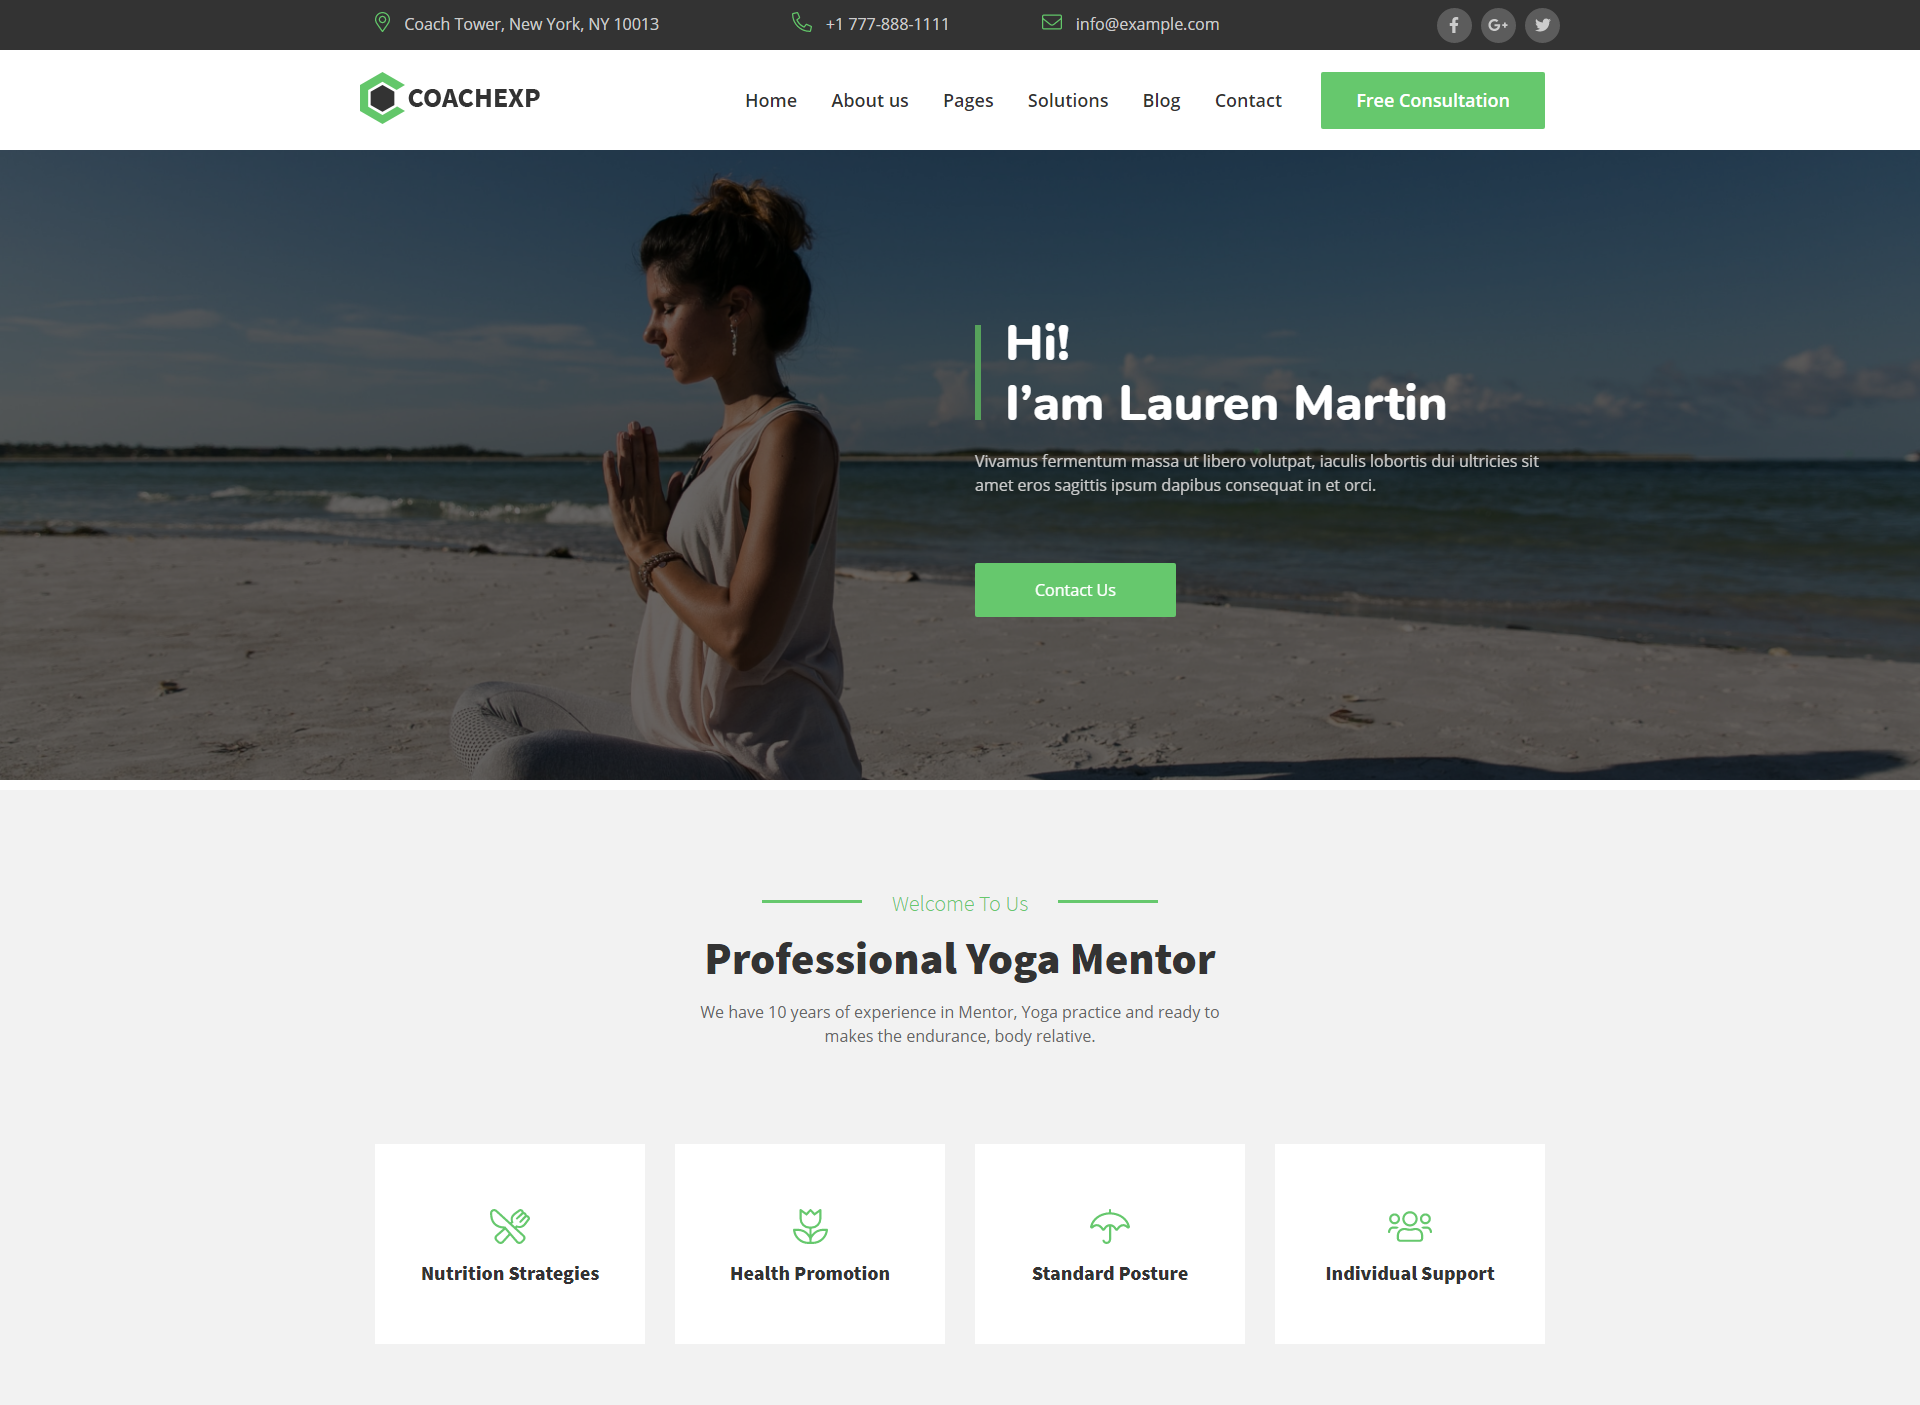 Coach Tower, New York, NY 10013
+1 777-888-1111
info@example.com
COACHEXP
Home
About us
Pages
Solutions
Blog
Contact
Free Consultation
Hi!
I’am Lauren Martin
Vivamus fermentum massa ut libero volutpat, iaculis lobortis dui ultricies sit
amet eros sagittis ipsum dapibus consequat in et orci.
Contact Us
Welcome To Us
Professional Yoga Mentor
We have 10 years of experience in Mentor, Yoga practice and ready to
makes the endurance, body relative.
Nutrition Strategies
Health Promotion
Standard Posture
Individual Support